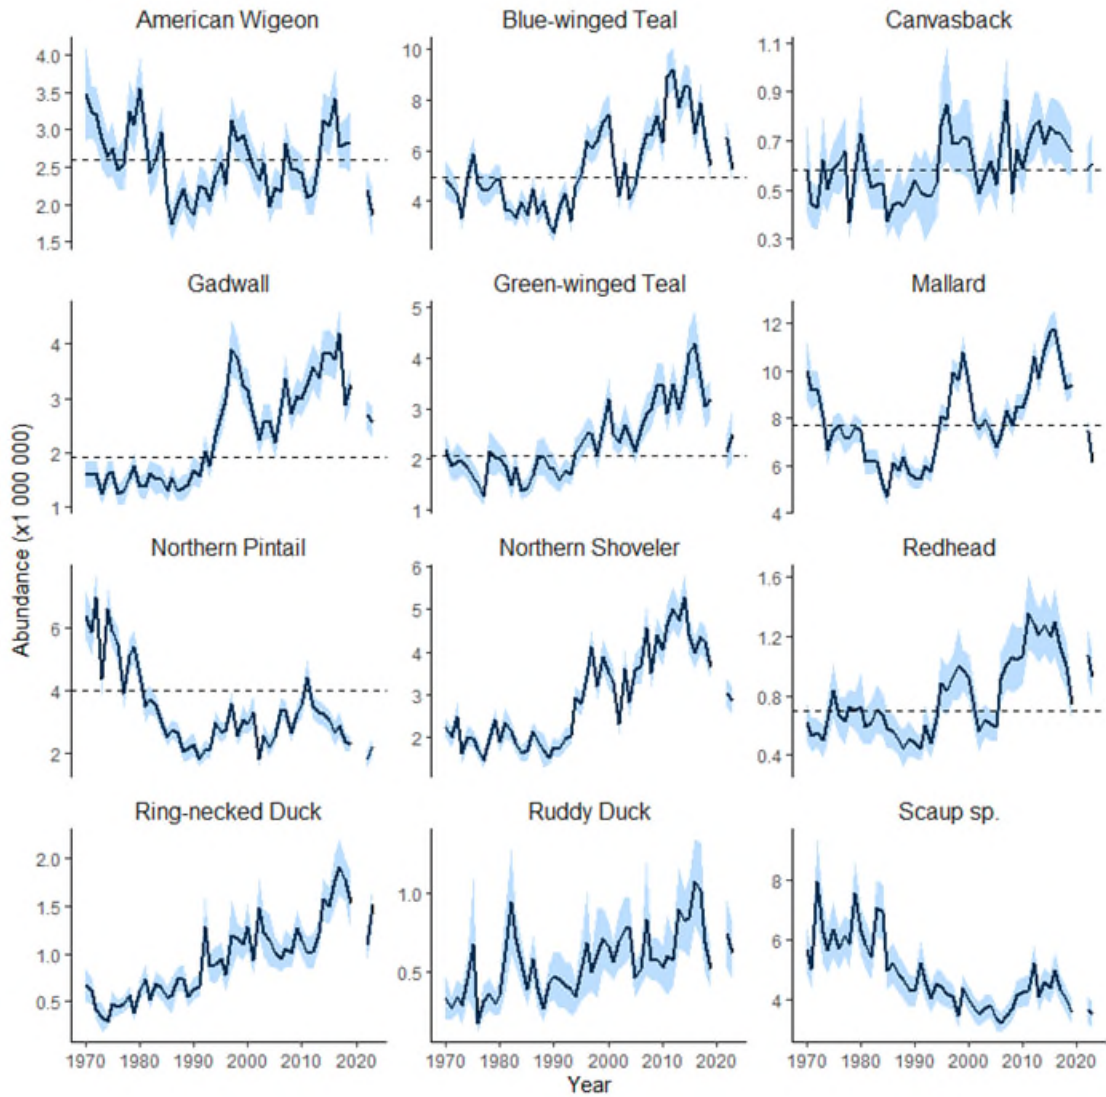 American Wigeon Blue-winged Teal Canvasback
4.0 10 1.1
3.5 8 0.9
3.0
2.5 6 0.7
2.0 4 0.5
1.5 0.3
Gadwall Green-winged Teal Mallard
4 5 12
3 4 10
2 3 8
1 2 6
1 4
Northern Pintail Northern Shoveler Redhead
6 6 1.6
4 5 1.2
2 4 0.8
3 0.4
2
Ring-necked Duck Ruddy Duck Scaup sp.
2.0 1.0 8
1.5 0.5 6
1.0 4
0.5
1970 1980 1990 2000 2010 2020 1970 1980 1990 2000 2010 2020 1970 1980 1990 2000 2010 2020
Abundance (x1 000 000)
Year